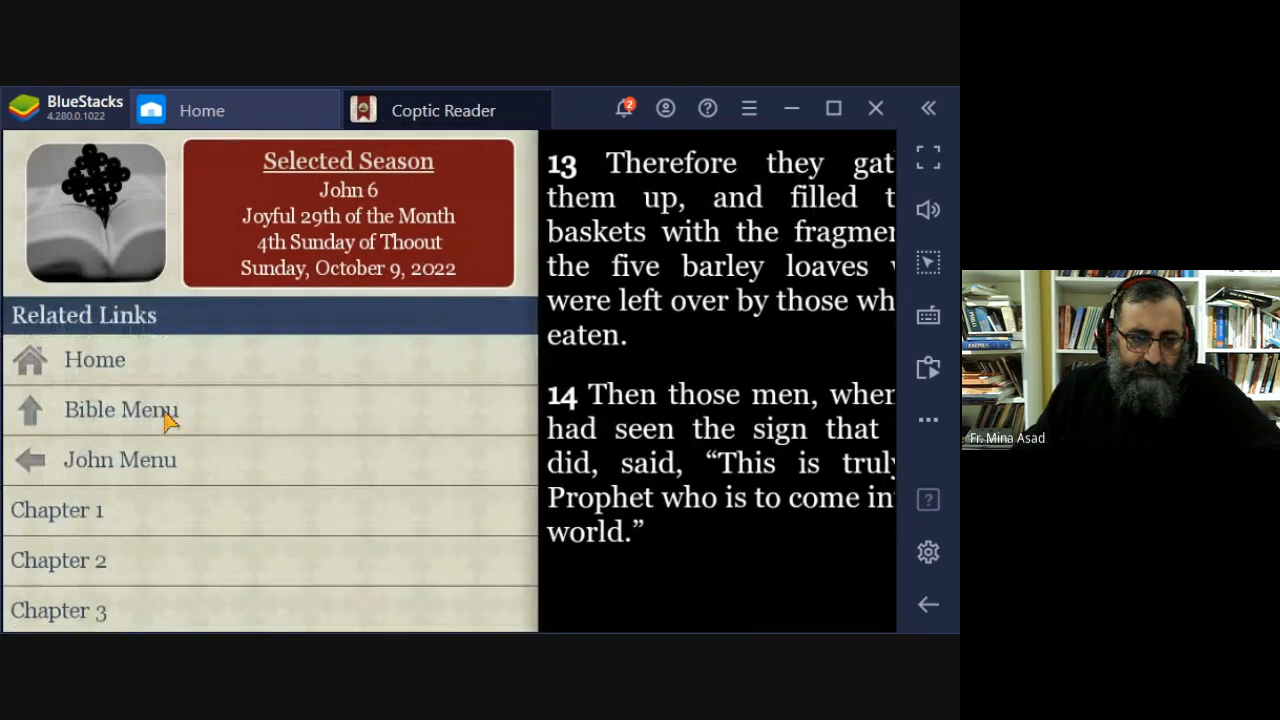 BlueStacks
4.280.0.1022
Home
Coptic Reader
2
Selected Season
John 6
Joyful 29th of the Month
4th Sunday of Thoout
Sunday, October 9, 2022
Related Links
Home
Bible Menu
John Menu
Chapter 1
Chapter 2
Chapter 3
13 Therefore they gat
them up, and filled t
baskets with the fragmen
the five barley loaves
were left over by those wh
eaten.
14 Then those men, when
had seen the sign that
did, said, “This is truly
Prophet who is to come in
world.”
Fr. Mina Asad